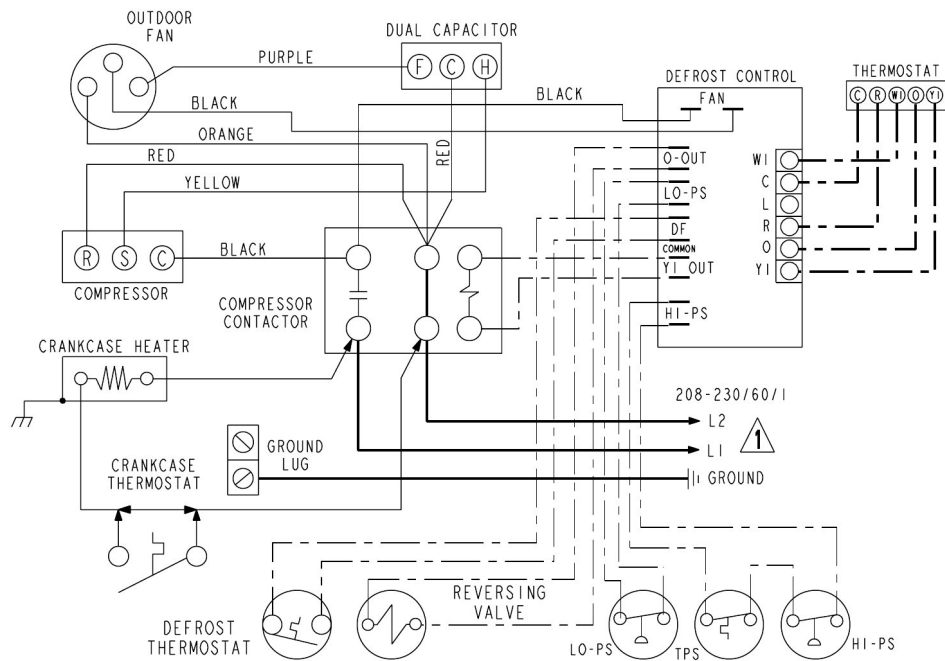 OUTDOOR
FAN
DUAL CAPACITOR
PURPLE
F C H
DEFROST CONTROL
THERMOSTAT
BLACK
BLACK
FAN
C R W1 O Y1
ORANGE
RED
RED
O-OUT
W1
YELLOW
LO-PS
C
L
DF
R
R S C
BLACK
COMMON
O
Y1 OUT
Y1
COMPRESSOR
COMPRESSOR
CONTACTOR
HI-PS
CRANKCASE HEATER
208-230/60/1
L2
1
L1
GROUND
LUG
CRANKCASE
THERMOSTAT
GROUND
REVERSING
VALVE
DEFROST
THERMOSTAT
LO-PS
TPS
HI-PS